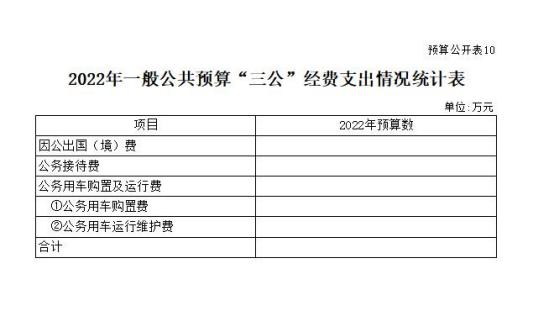 预算公开表10
2022年一般公共预算“三公”经费支出情况统计表
单位:万元
项目 2022年预算数
因公出国（境）费
公务接待费
公务用车购置及运行费
①公务用车购置费
②公务用车运行维护费
合计